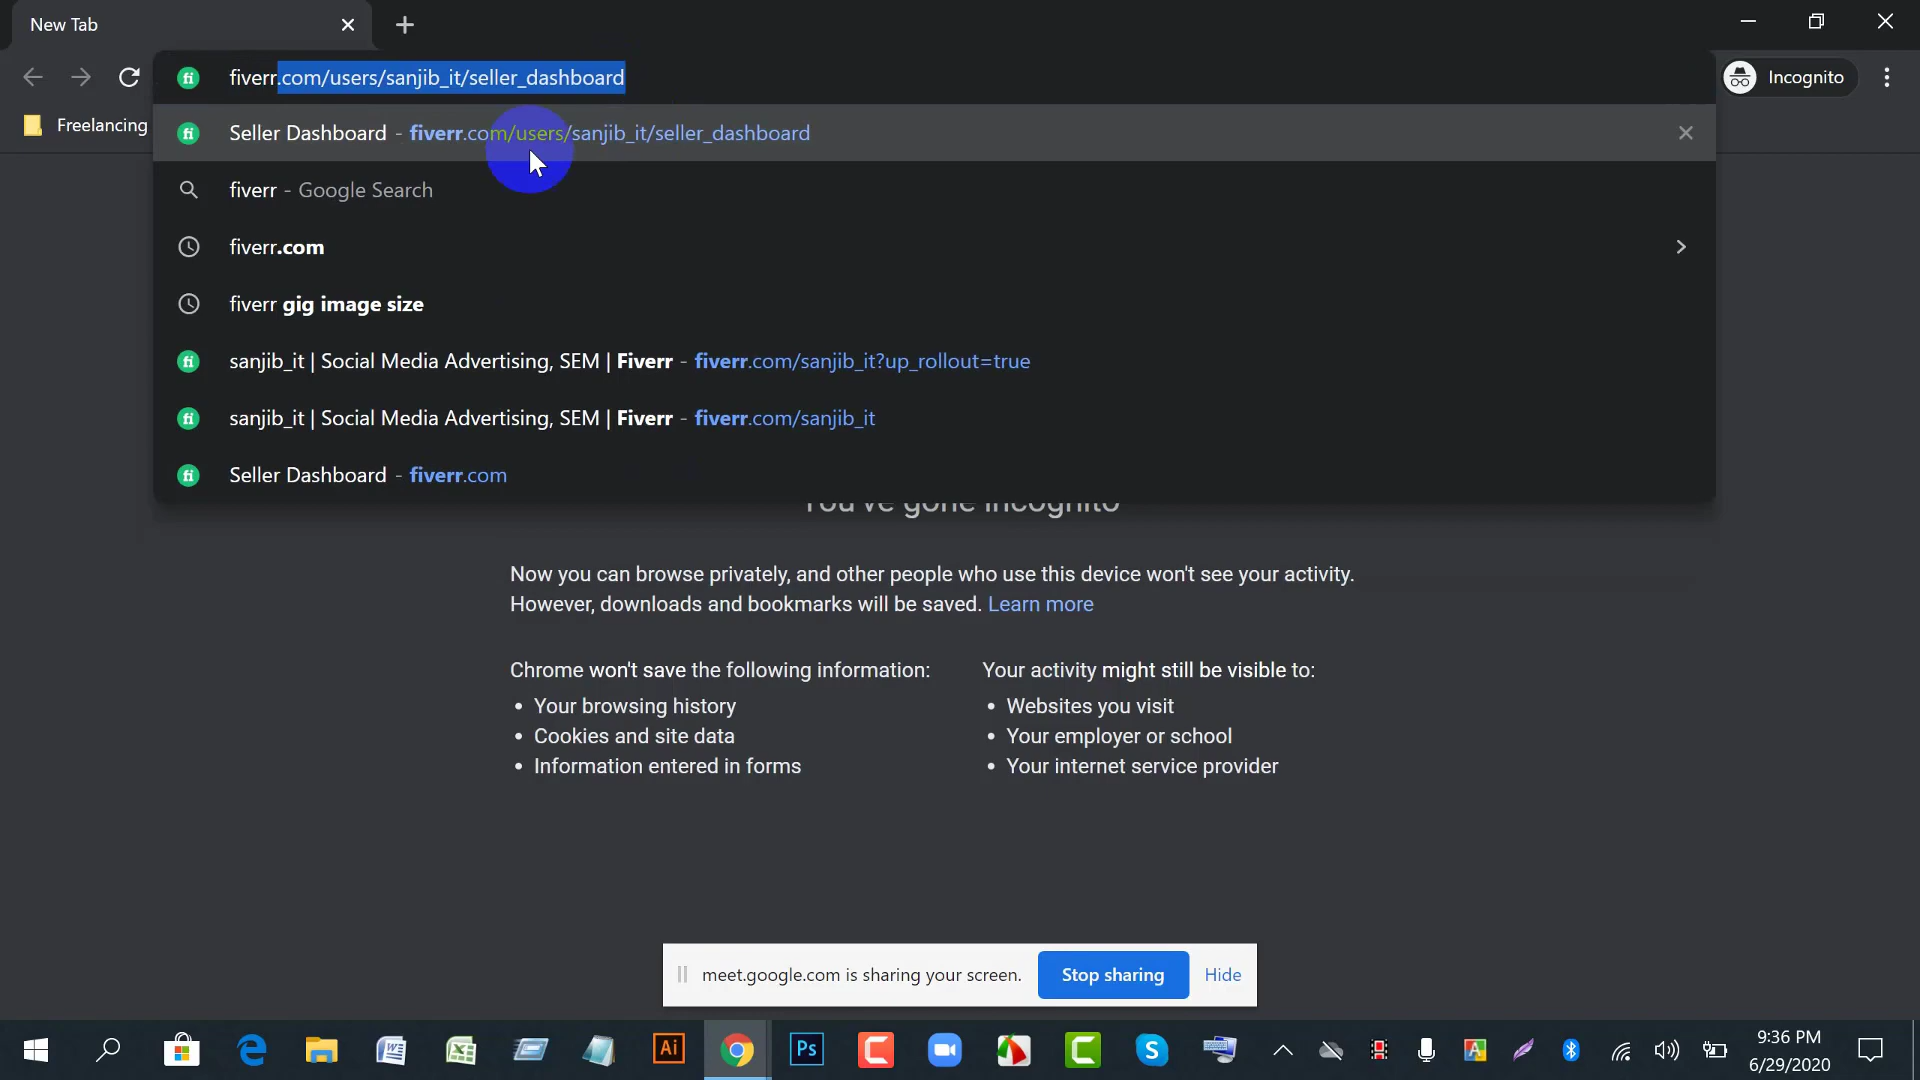 New Tab
fiverr.com/users/sanjib_it/seller_dashboard
Incognito
Freelancing
Seller Dashboard - fiverr.com/users/sanjib_it/seller_dashboard
fiverr - Google Search
fiverr.com
fiverr gig image size
sanjib_it | Social Media Advertising, SEM | Fiverr - fiverr.com/sanjib_it?up_rollout=true
sanjib_it | Social Media Advertising, SEM | Fiverr - fiverr.com/sanjib_it
Seller Dashboard - fiverr.com
You've gone Incognito
Now you can browse privately, and other people who use this device won't see your activity.
However, downloads and bookmarks will be saved. Learn more
Chrome won't save the following information:
• Your browsing history
• Cookies and site data
• Information entered in forms
Your activity might still be visible to:
• Websites you visit
• Your employer or school
• Your internet service provider
meet.google.com is sharing your screen.
Stop sharing
Hide
9:36 PM
6/29/2020